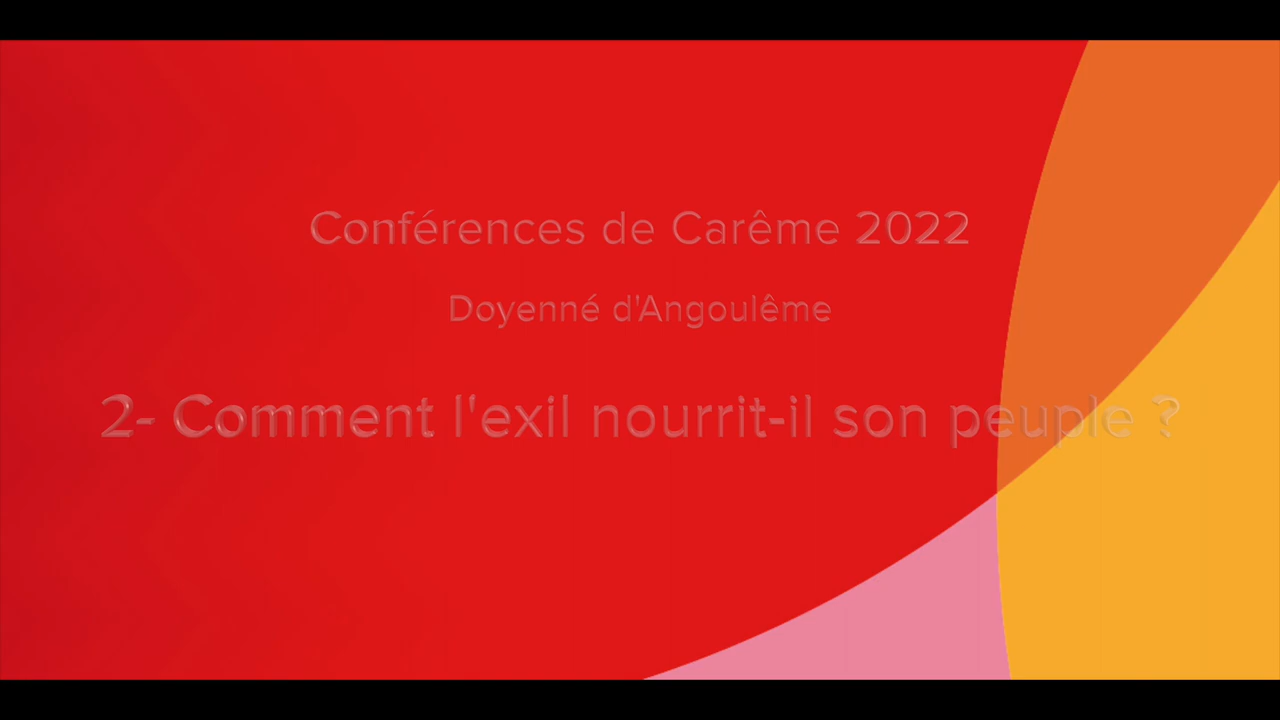 Conférences de Carême 2022
Doyenné d'Angoulême
2- Comment l'exil nourrit-il son peuple ?